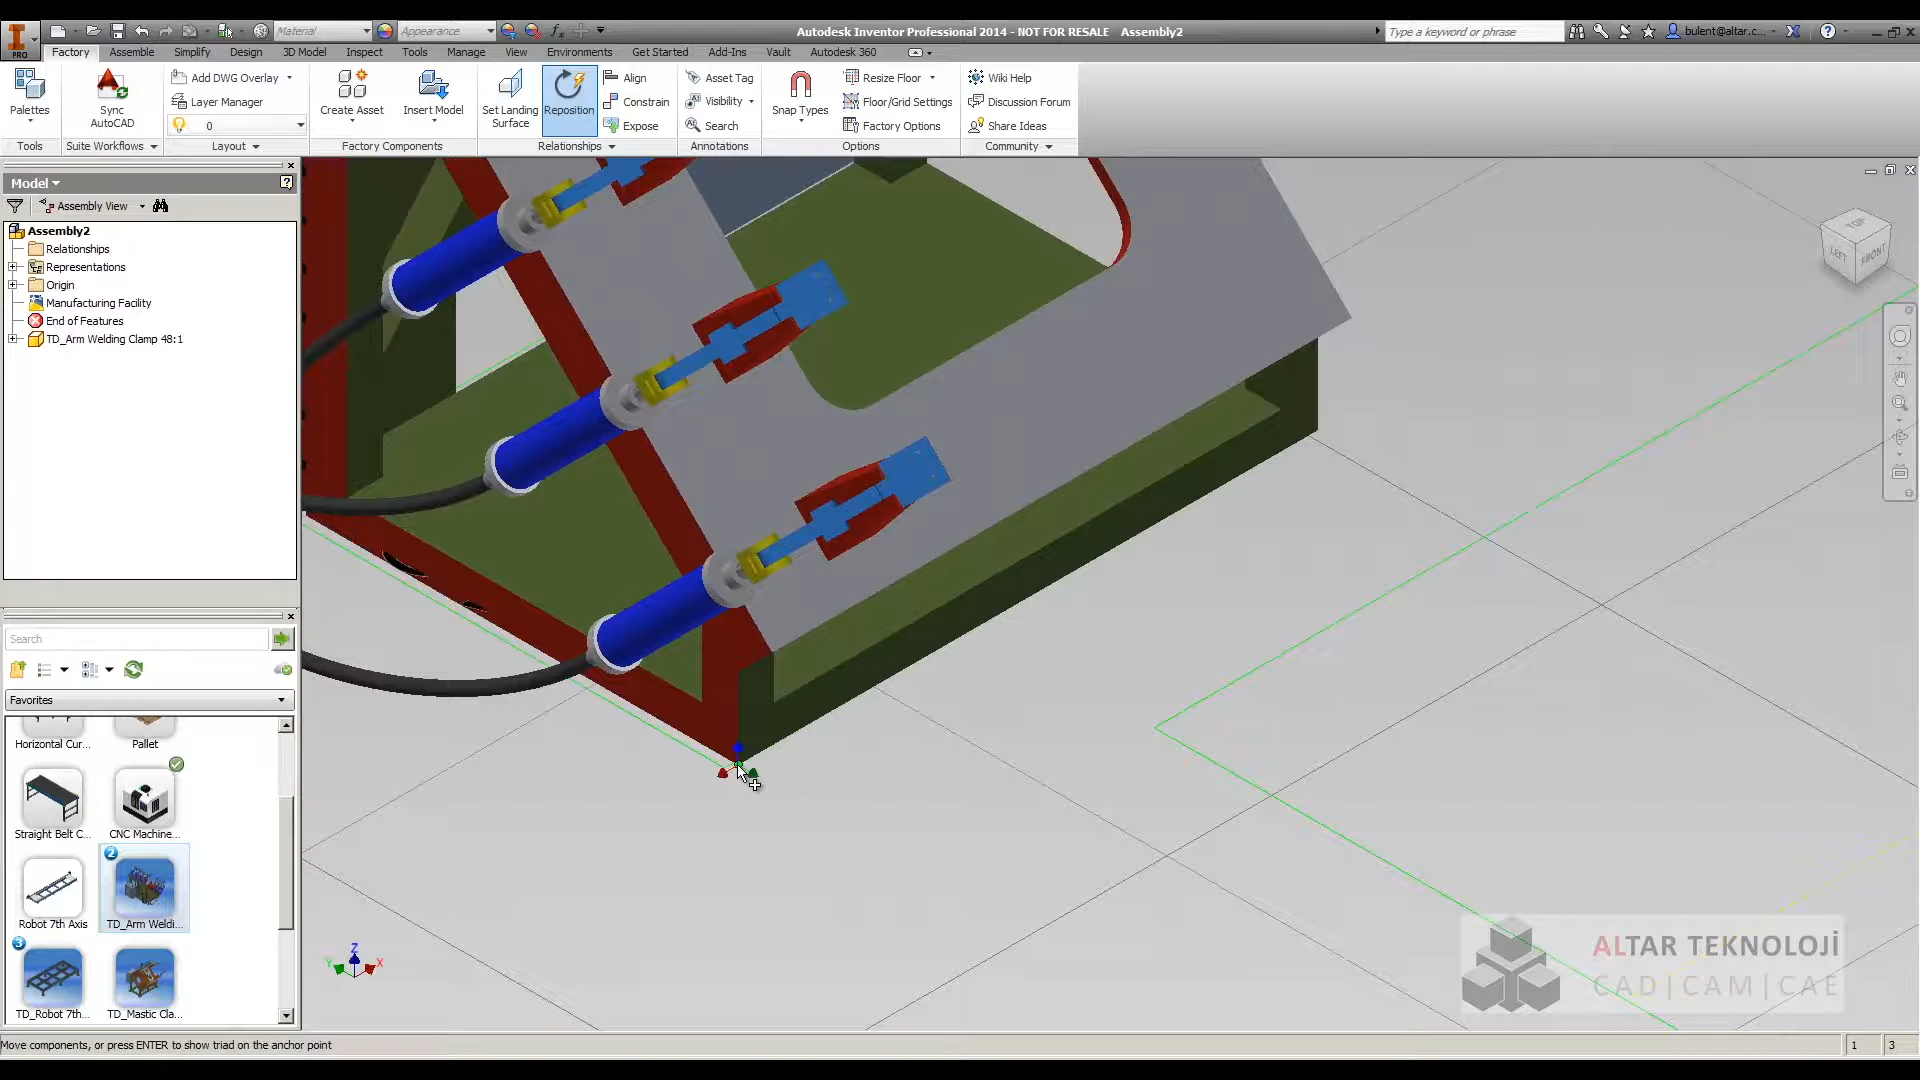 Material
Appearance
Autodesk Inventor Professional 2014 - NOT FOR RESALE Assembly2
Type a keyword or phrase
bulent@altar.c...
PRO
Factory Assemble Simplify Design 3D Model Inspect Tools Manage View Environments Get Started Add-Ins Vault Autodesk 360
Palettes
Sync AutoCAD
Add DWG Overlay
Layer Manager
0
Create Asset
Insert Model
Set Landing Surface
Reposition
Align
Constrain
Expose
Asset Tag
Visibility
Search
Snap Types
Resize Floor
Floor/Grid Settings
Factory Options
Wiki Help
Discussion Forum
Share Ideas
Tools Suite Workflows Layout Factory Components Relationships Annotations Options Community
Model
Assembly View
Assembly2
Relationships
Representations
Origin
Manufacturing Facility
End of Features
TD_Arm Welding Clamp 48:1
TOP
LEFT FRONT
Search
Favorites
Horizontal Cur... Pallet
Straight Belt C... CNC Machine...
2
Robot 7th Axis TD_Arm Weldi...
3
TD_Robot 7th... TD_Mastic Cla...
Z
Y X
ALTAR TEKNOLOJİ
CAD|CAM|CAE
Move components, or press ENTER to show triad on the anchor point
1 3